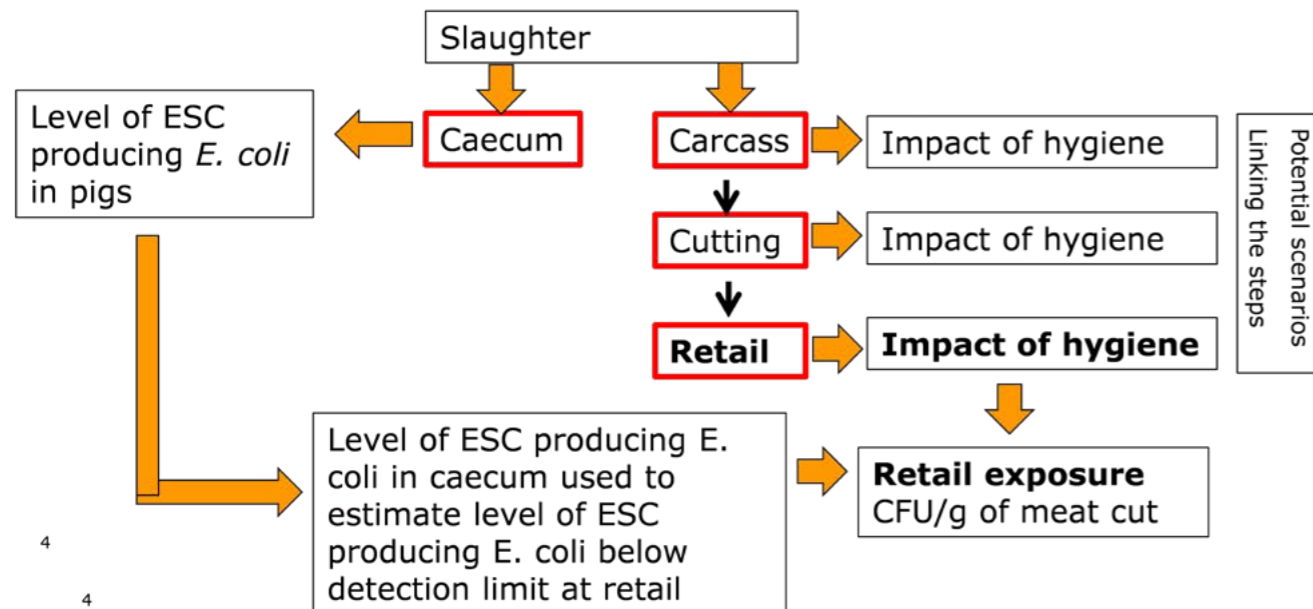 Slaughter
Level of ESC
producing E. coli
in pigs
Caecum
Carcass
Impact of hygiene
Cutting
Impact of hygiene
Retail
Impact of hygiene
Potential scenarios
Linking the steps
Level of ESC producing E.
coli in caecum used to
estimate level of ESC
producing E. coli below
detection limit at retail
Retail exposure
CFU/g of meat cut
4
4